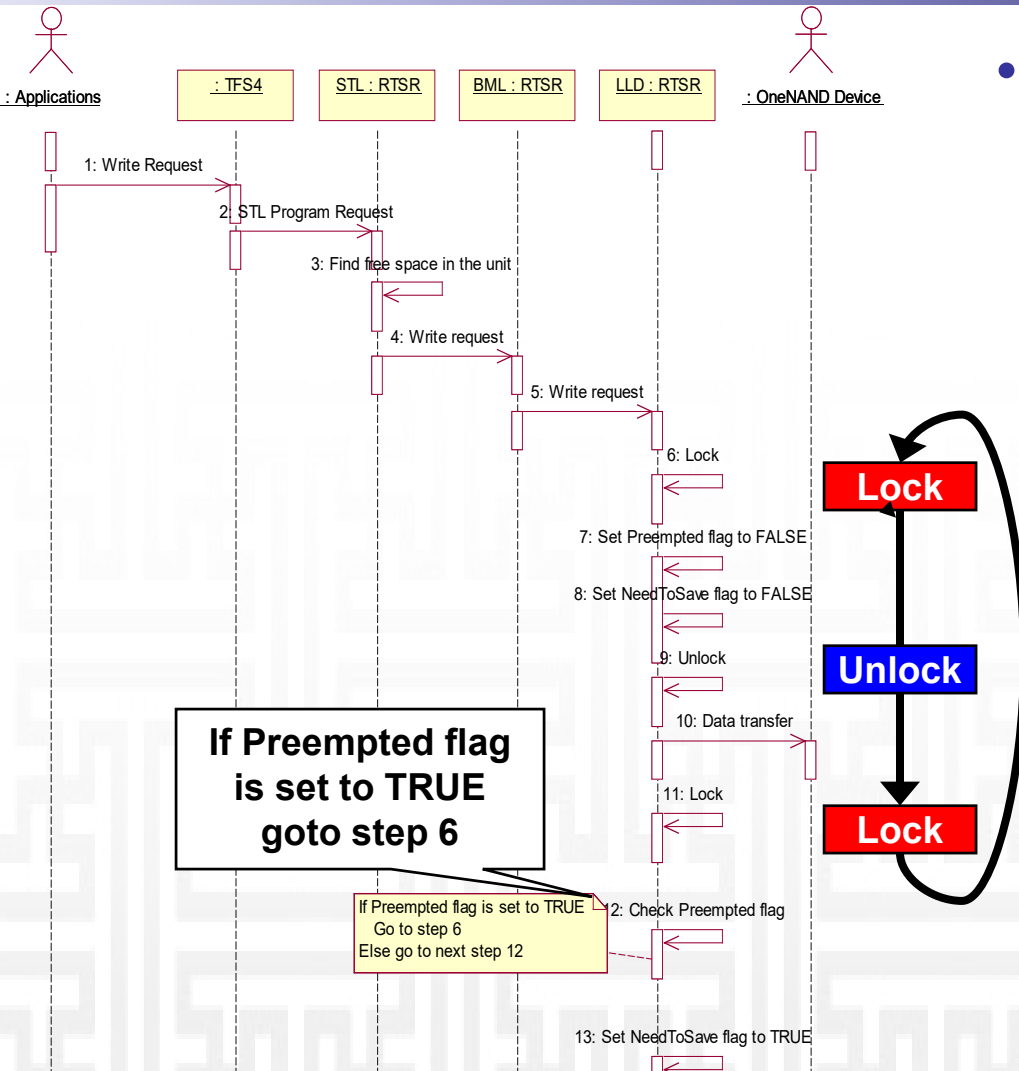 : Applications
: TFS4
STL : RTSR
BML : RTSR
LLD : RTSR
: OneNAND Device
1: Write Request
2: STL Program Request
3: Find free space in the unit
4: Write request
5: Write request
6: Lock
Lock
7: Set Preempted flag to FALSE
8: Set NeedToSave flag to FALSE
9: Unlock
Unlock
10: Data transfer
If Preempted flag
is set to TRUE
goto step 6
11: Lock
Lock
If Preempted flag is set to TRUE
Go to step 6
Else go to next step 12
12: Check Preempted flag
13: Set NeedToSave flag to TRUE